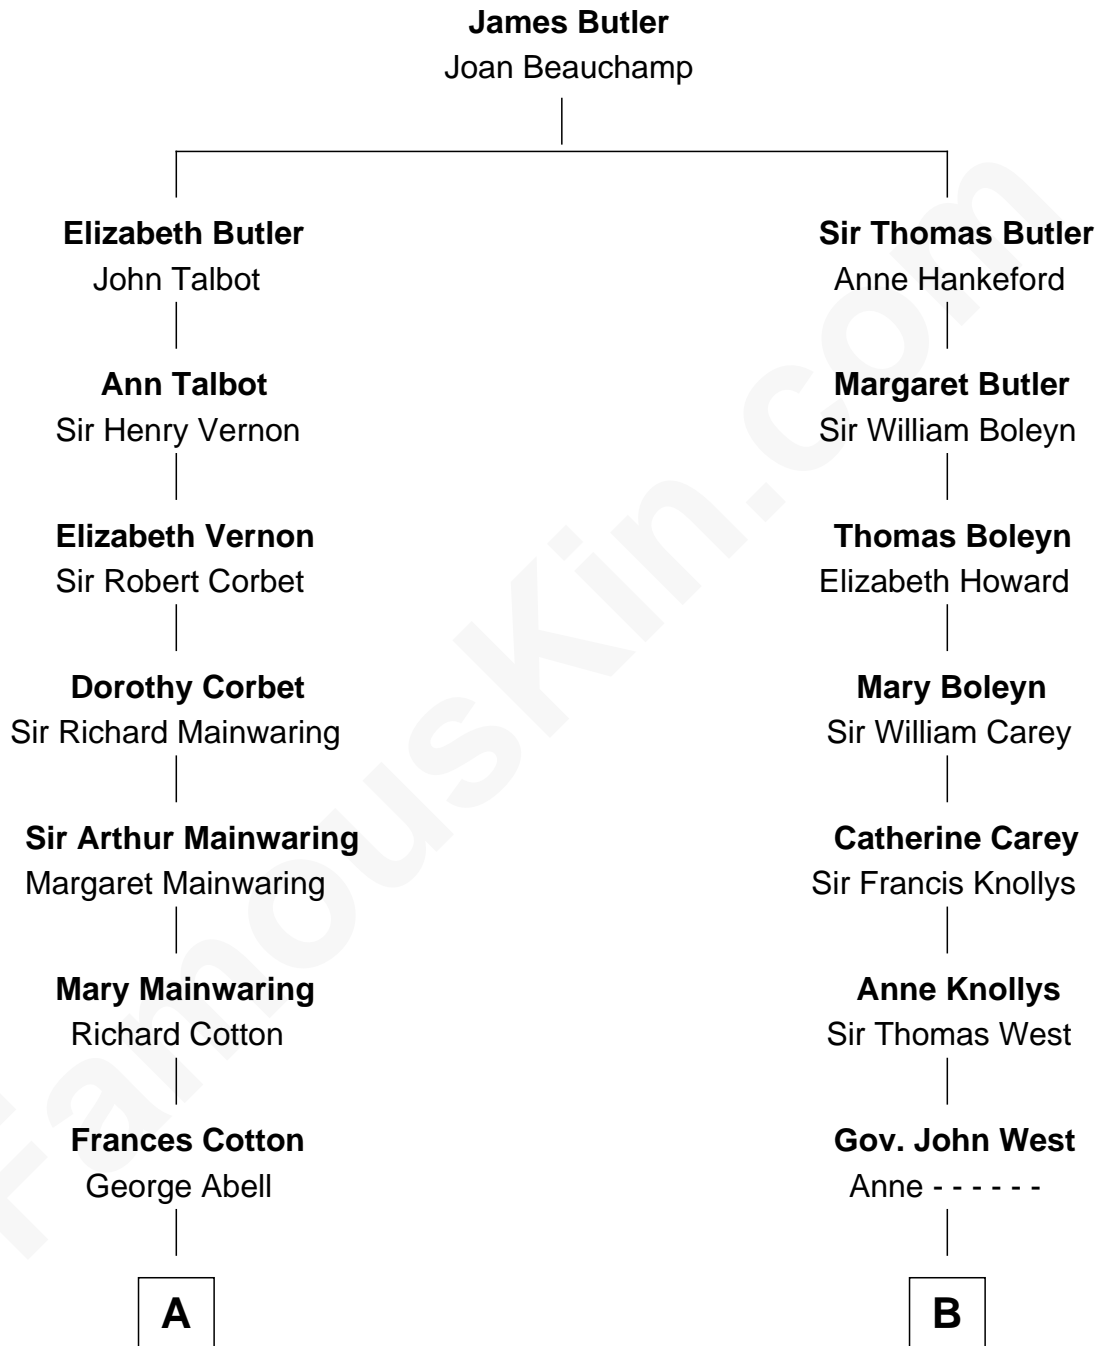 James Butler
Joan Beauchamp
Elizabeth Butler
John Talbot
Sir Thomas Butler
Anne Hankeford
Ann Talbot
Sir Henry Vernon
Margaret Butler
Sir William Boleyn
Elizabeth Vernon
Sir Robert Corbet
Thomas Boleyn
Elizabeth Howard
Dorothy Corbet
Sir Richard Mainwaring
Mary Boleyn
Sir William Carey
Sir Arthur Mainwaring
Margaret Mainwaring
Catherine Carey
Sir Francis Knollys
Mary Mainwaring
Richard Cotton
Anne Knollys
Sir Thomas West
Frances Cotton
George Abell
Gov. John West
Anne - - - - - -
A
B
FamousKin.com